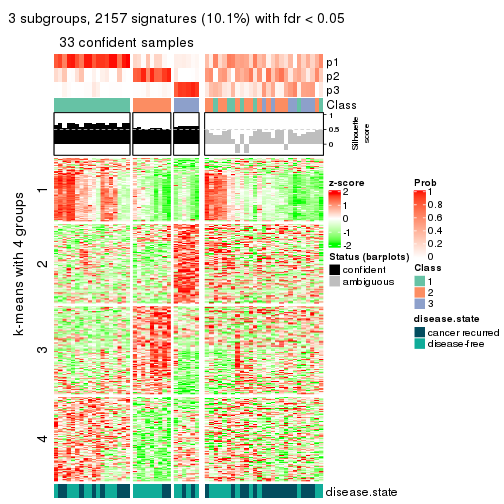 3 subgroups, 2157 signatures (10.1%) with fdr < 0.05
33 confident samples
p1
p2
p3
Class
1
0.5
0
Silhouette
score
k-means with 4 groups
1
2
3
4
z-score
2
1
0
-1
-2
Status (barplots)
confident
ambiguous
Prob
1
0.8
0.6
0.4
0.2
0
Class
1
2
3
disease.state
cancer recurred
disease-free
disease.state